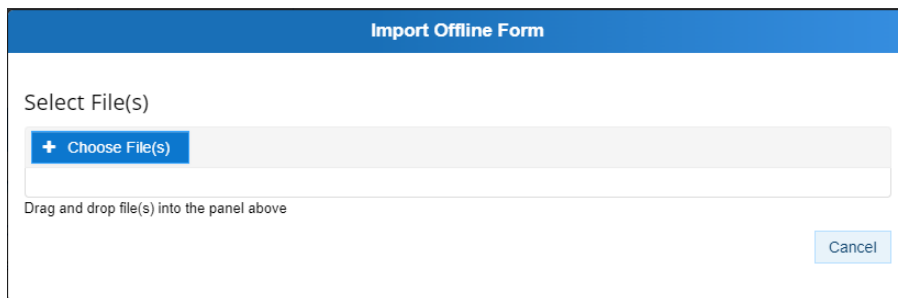 Import Offline Form
Select File(s)
+ Choose File(s)
Drag and drop file(s) into the panel above
Cancel